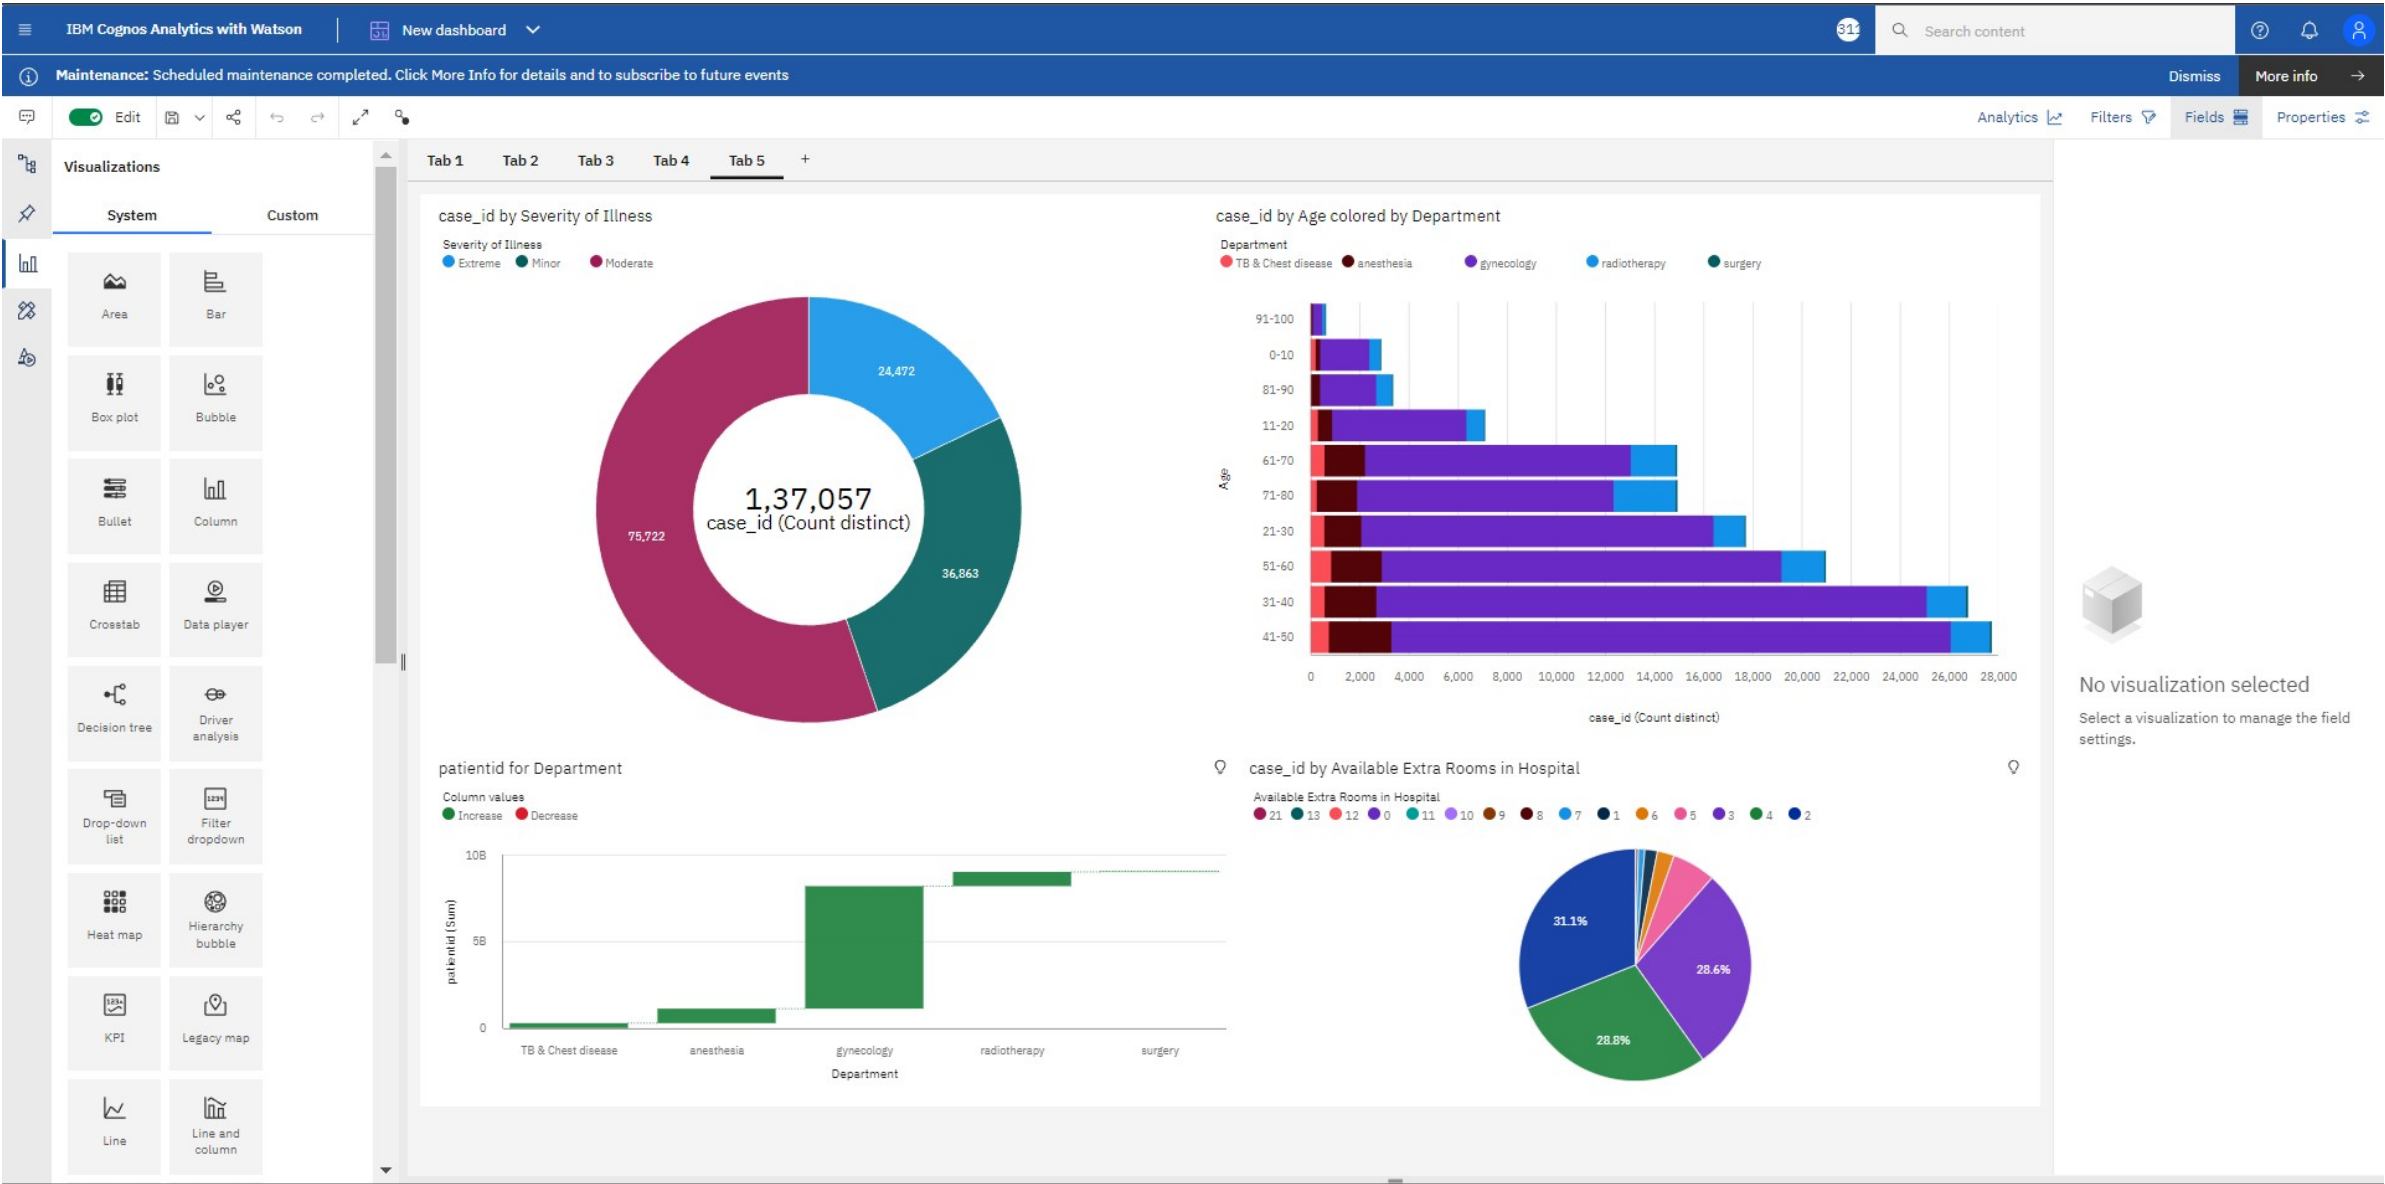 IBM Cognos Analytics with Watson
New dashboard
311
Search content
Maintenance: Scheduled maintenance completed. Click More Info for details and to subscribe to future events
Dismiss
More info
Edit
Analytics
Filters
Fields
Properties
Visualizations
System
Custom
Area
Bar
Box plot
Bubble
Bullet
Column
Crosstab
Data player
Decision tree
Driver
analysis
Drop-down
list
Filter
dropdown
Heat map
Hierarchy
bubble
KPI
Legacy map
Line
Line and
column
Tab 1
Tab 2
Tab 3
Tab 4
Tab 5
+
case_id by Severity of Illness
Severity of Illness
Extreme
Minor
Moderate
24,472
36,863
75,722
1,37,057
case_id (Count distinct)
case_id by Age colored by Department
Department
TB & Chest disease
anesthesia
gynecology
radiotherapy
surgery
Age
91-100
0-10
81-90
11-20
61-70
71-80
21-30
51-60
31-40
41-50
0 2,000 4,000 6,000 8,000 10,000 12,000 14,000 16,000 18,000 20,000 22,000 24,000 26,000 28,000
case_id (Count distinct)
patientid for Department
Column values
Increase
Decrease
patientid (Sum)
10B
5B
0
TB & Chest disease
anesthesia
gynecology
radiotherapy
surgery
Department
case_id by Available Extra Rooms in Hospital
Available Extra Rooms in Hospital
21 13 12 0 11 10 9 8 7 1 6 5 3 4 2
31.1%
28.6%
28.8%
No visualization selected
Select a visualization to manage the field
settings.